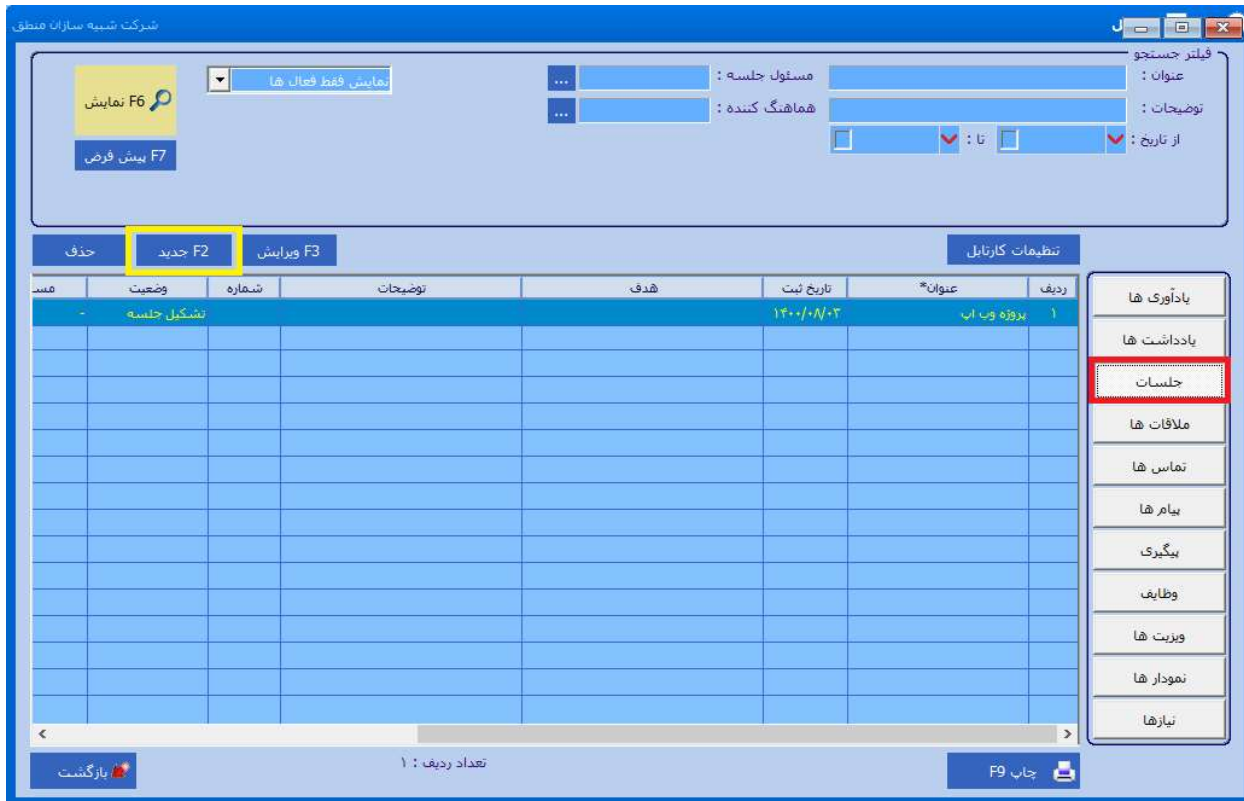 شرکت شبیه سازان منطق
فیلتر جستجو
عنوان :
مسئول جلسه :
...
نمایش فقط فعال ها
F6 نمایش
توضیحات :
هماهنگ کننده :
...
از تاریخ :
تا :
F7 پیش فرض
تنظیمات کارتابل
F3 ویرایش
F2 جدید
حذف
ردیف
عنوان*
تاریخ ثبت
هدف
توضیحات
شماره
وضعیت
مس
۱
پروژه وب اپ
۱۴۰۰/۰۸/۰۳
تشکیل جلسه
-
یادآوری ها
یادداشت ها
جلسات
ملاقات ها
تماس ها
پیام ها
پیگیری
وظایف
ویزیت ها
نمودار ها
نیازها
چاپ F9
تعداد ردیف : ۱
بازگشت